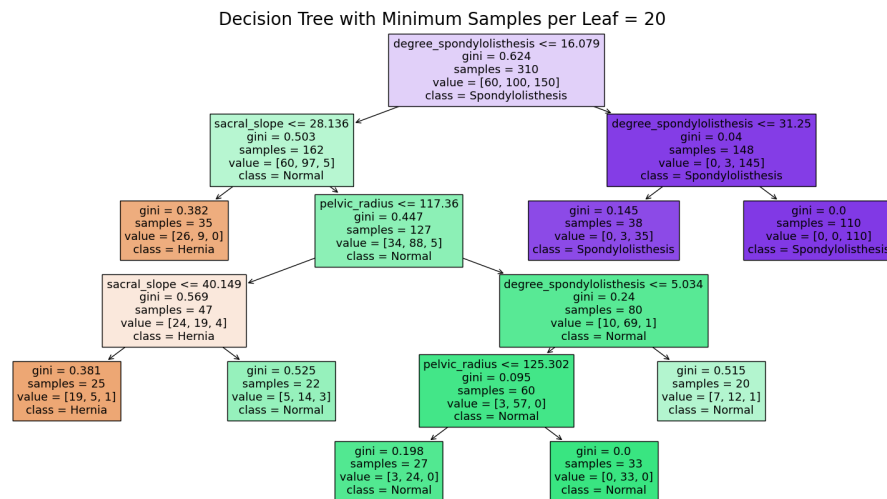 Decision Tree with Minimum Samples per Leaf = 20
degree_spondylolisthesis <= 16.079
gini = 0.624
samples = 310
value = [60, 100, 150]
class = Spondylolisthesis
sacral_slope <= 28.136
gini = 0.503
samples = 162
value = [60, 97, 5]
class = Normal
degree_spondylolisthesis <= 31.25
gini = 0.04
samples = 148
value = [0, 3, 145]
class = Spondylolisthesis
gini = 0.382
samples = 35
value = [26, 9, 0]
class = Hernia
pelvic_radius <= 117.36
gini = 0.447
samples = 127
value = [34, 88, 5]
class = Normal
gini = 0.145
samples = 38
value = [0, 3, 35]
class = Spondylolisthesis
gini = 0.0
samples = 110
value = [0, 0, 110]
class = Spondylolisthesis
sacral_slope <= 40.149
gini = 0.569
samples = 47
value = [24, 19, 4]
class = Hernia
degree_spondylolisthesis <= 5.034
gini = 0.24
samples = 80
value = [10, 69, 1]
class = Normal
gini = 0.381
samples = 25
value = [19, 5, 1]
class = Hernia
gini = 0.525
samples = 22
value = [5, 14, 3]
class = Normal
pelvic_radius <= 125.302
gini = 0.095
samples = 60
value = [3, 57, 0]
class = Normal
gini = 0.515
samples = 20
value = [7, 12, 1]
class = Normal
gini = 0.198
samples = 27
value = [3, 24, 0]
class = Normal
gini = 0.0
samples = 33
value = [0, 33, 0]
class = Normal